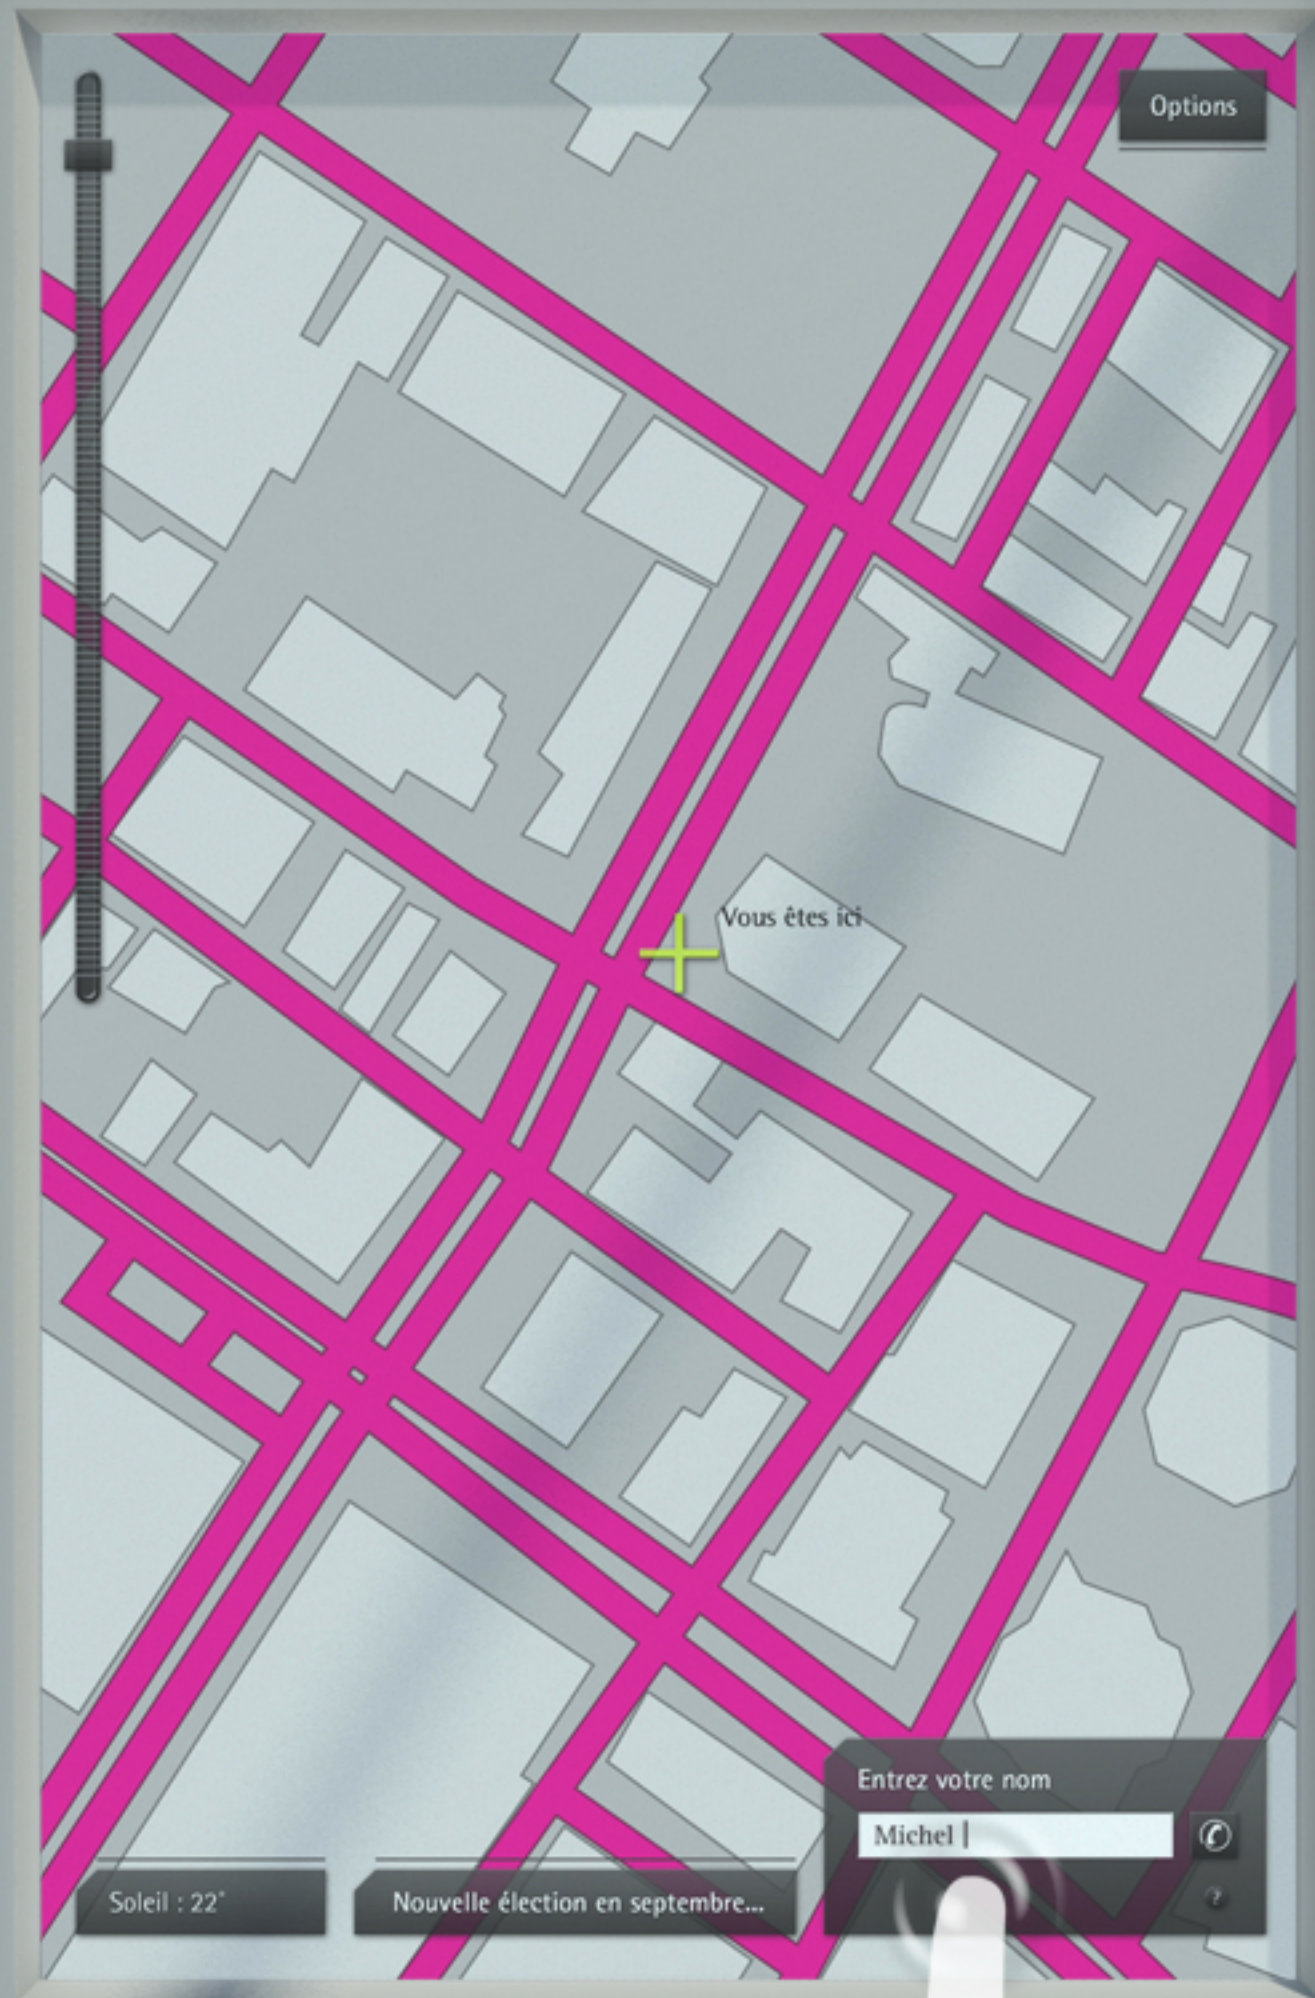 Options
Vous êtes ici
Entrez votre nom
Michel
Soleil : 22°
Nouvelle élection en septembre...
?